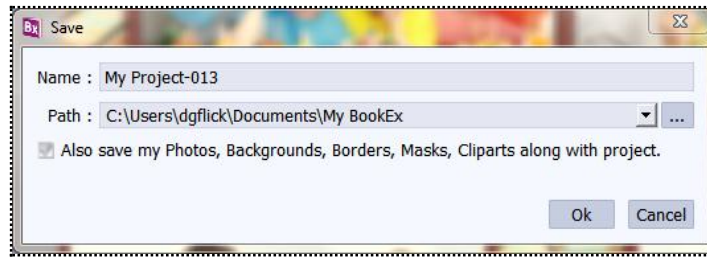 Bx Save
Name : My Project-013
Path : C:\Users\dgflick\Documents\My BookEx ...
Also save my Photos, Backgrounds, Borders, Masks, Cliparts along with project.
Ok Cancel